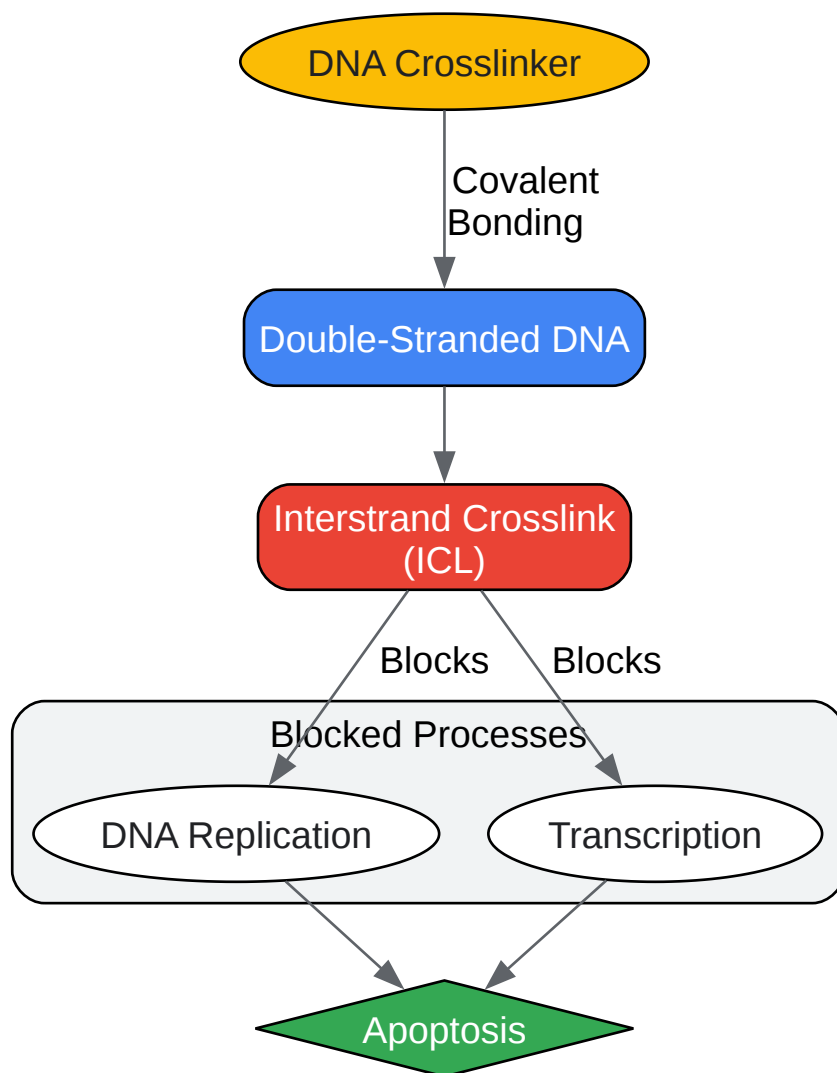 DNA Crosslinker
Covalent
Bonding
Double-Stranded DNA
Interstrand Crosslink
(ICL)
Blocks
Blocks
Blocked Processes
DNA Replication
Transcription
Apoptosis